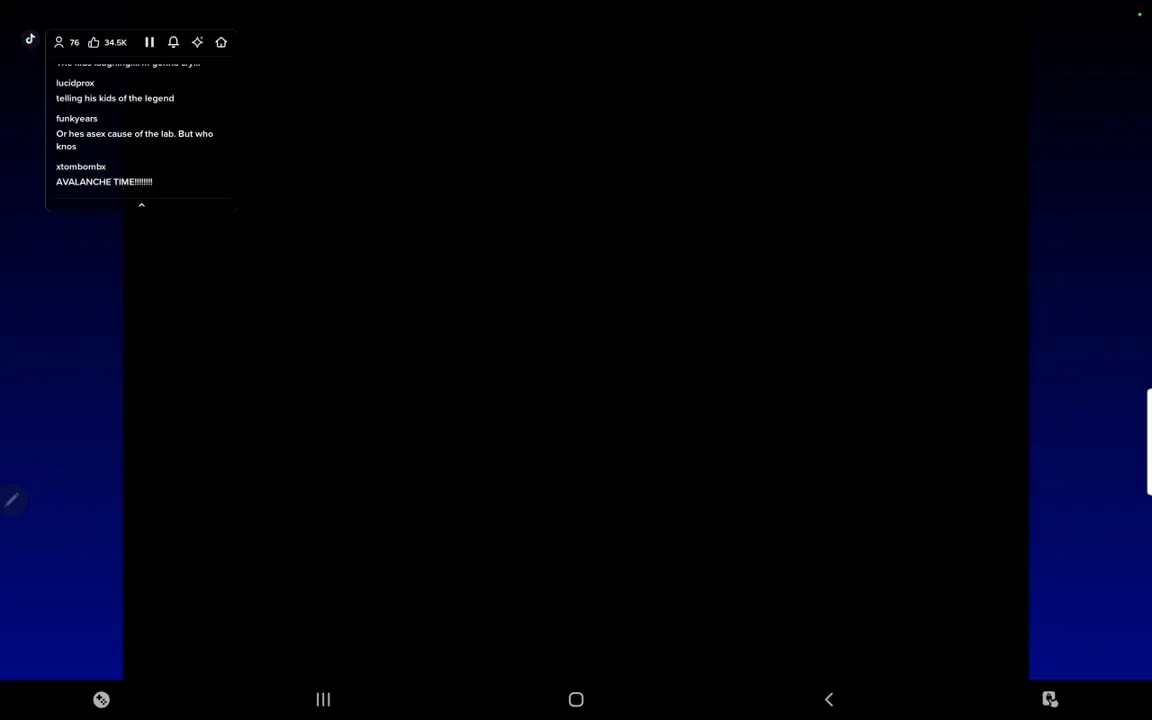 76 34.5K
lucidprox
telling his kids of the legend
funkyears
Or hes asex cause of the lab. But who
knos
xtombombx
AVALANCHE TIME!!!!!!!!